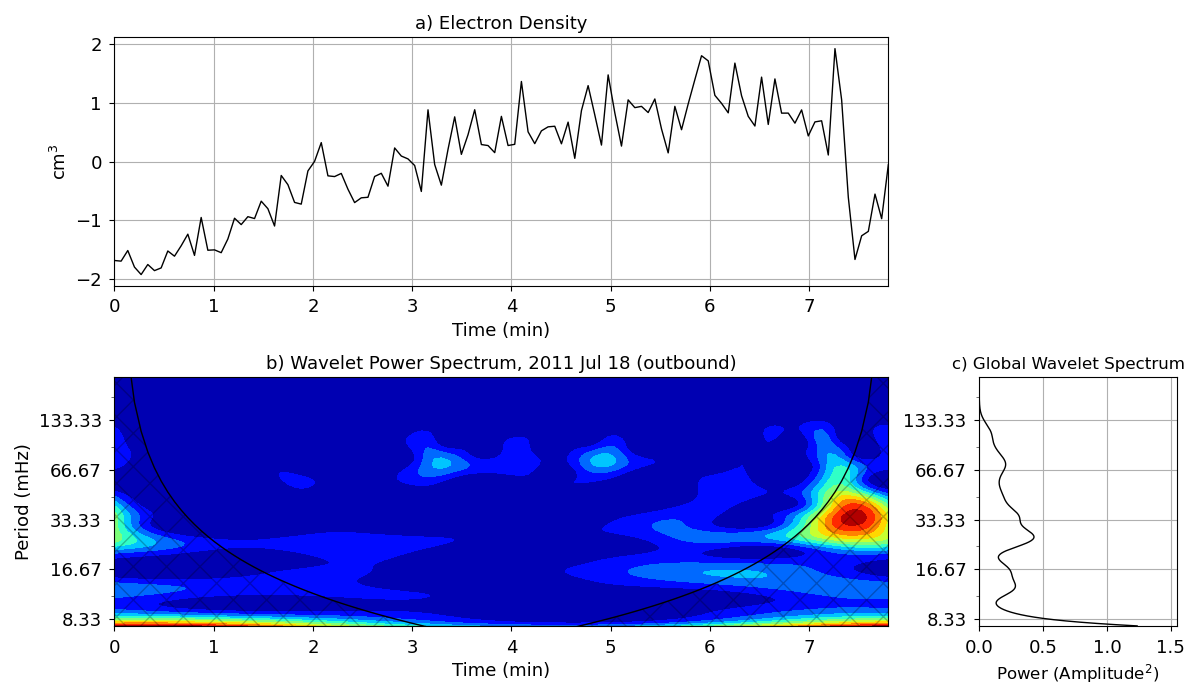 a) Electron Density
2
1
0
−1
−2
cm³
0 1 2 3 4 5 6 7
Time (min)
b) Wavelet Power Spectrum, 2011 Jul 18 (outbound)
133.33
66.67
33.33
16.67
8.33
Period (mHz)
0 1 2 3 4 5 6 7
Time (min)
c) Global Wavelet Spectrum
133.33
66.67
33.33
16.67
8.33
0.0 0.5 1.0 1.5
Power (Amplitude²)